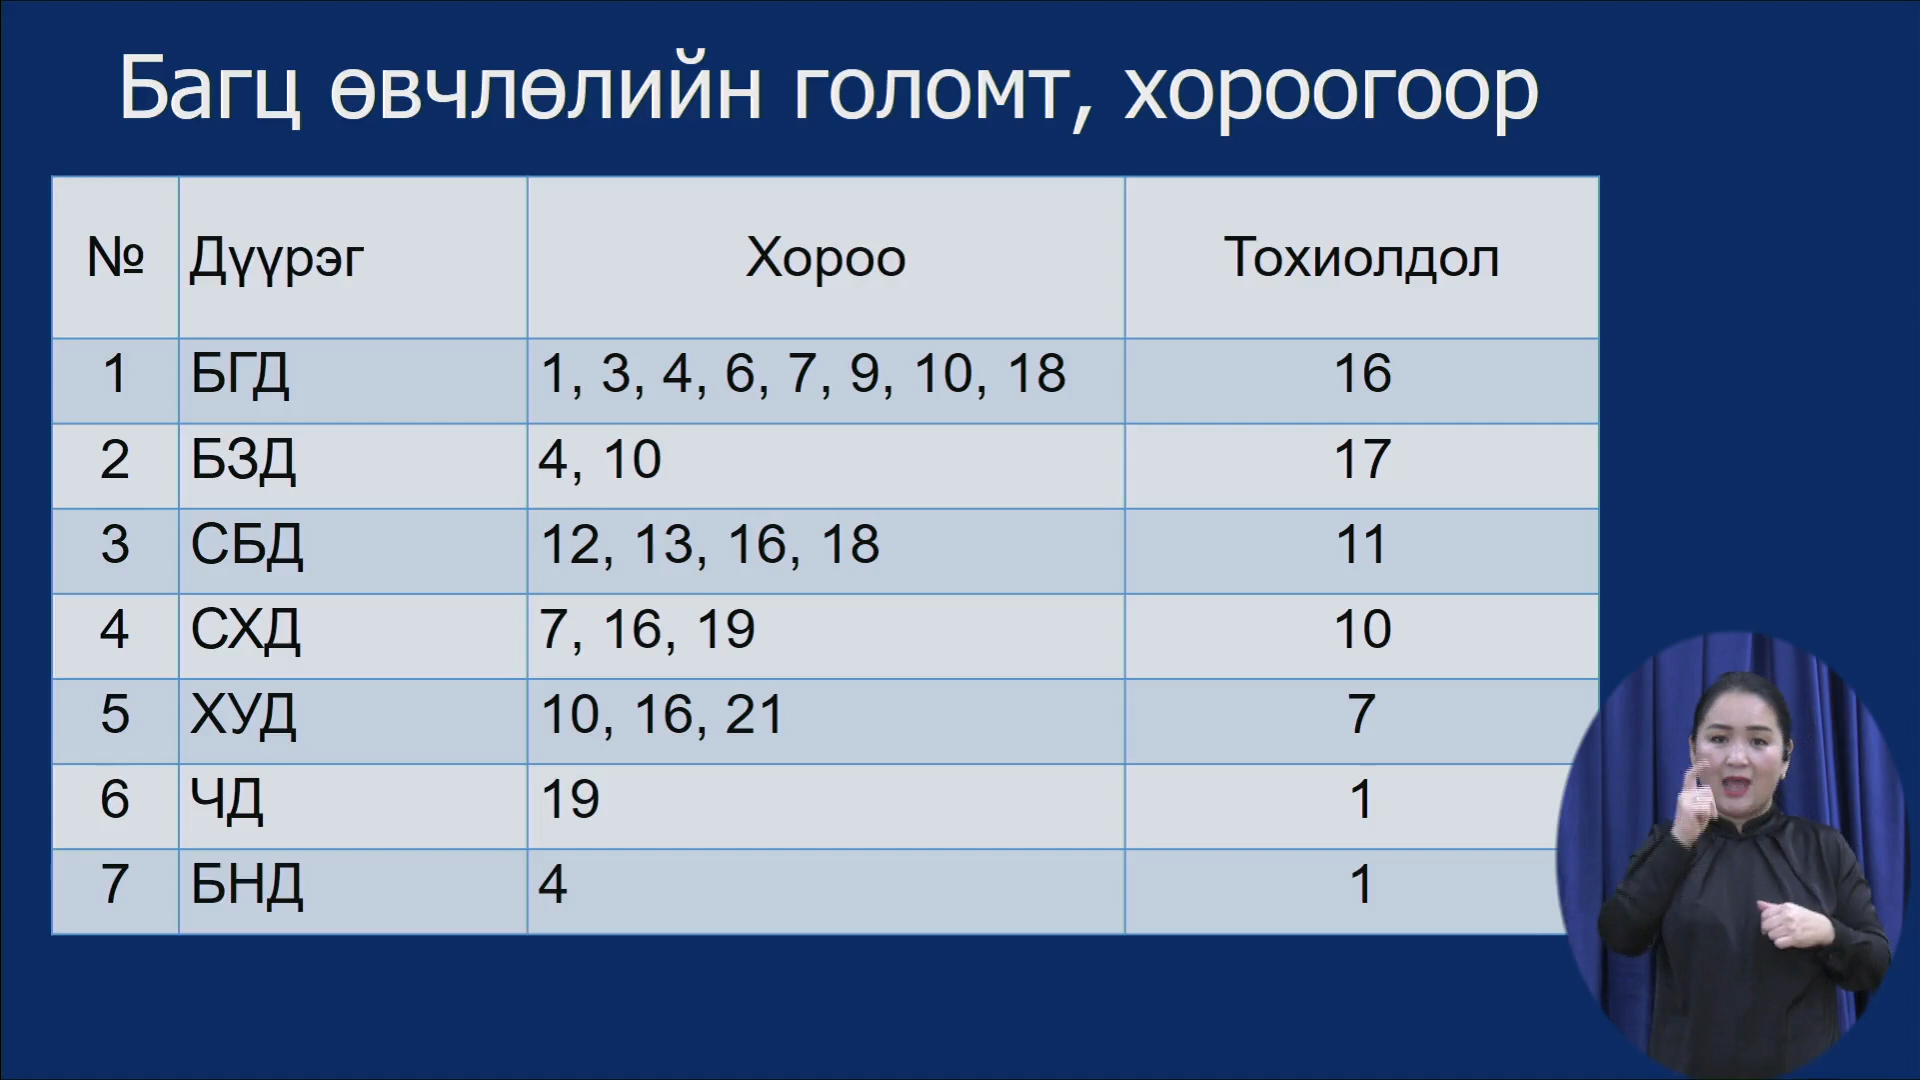 Багц өвчлөлийн голомт, хороогоор
№ Дүүрэг Хороо Тохиолдол
1 БГД 1, 3, 4, 6, 7, 9, 10, 18 16
2 БЗД 4, 10 17
3 СБД 12, 13, 16, 18 11
4 СХД 7, 16, 19 10
5 ХУД 10, 16, 21 7
6 ЧД 19 1
7 БНД 4 1